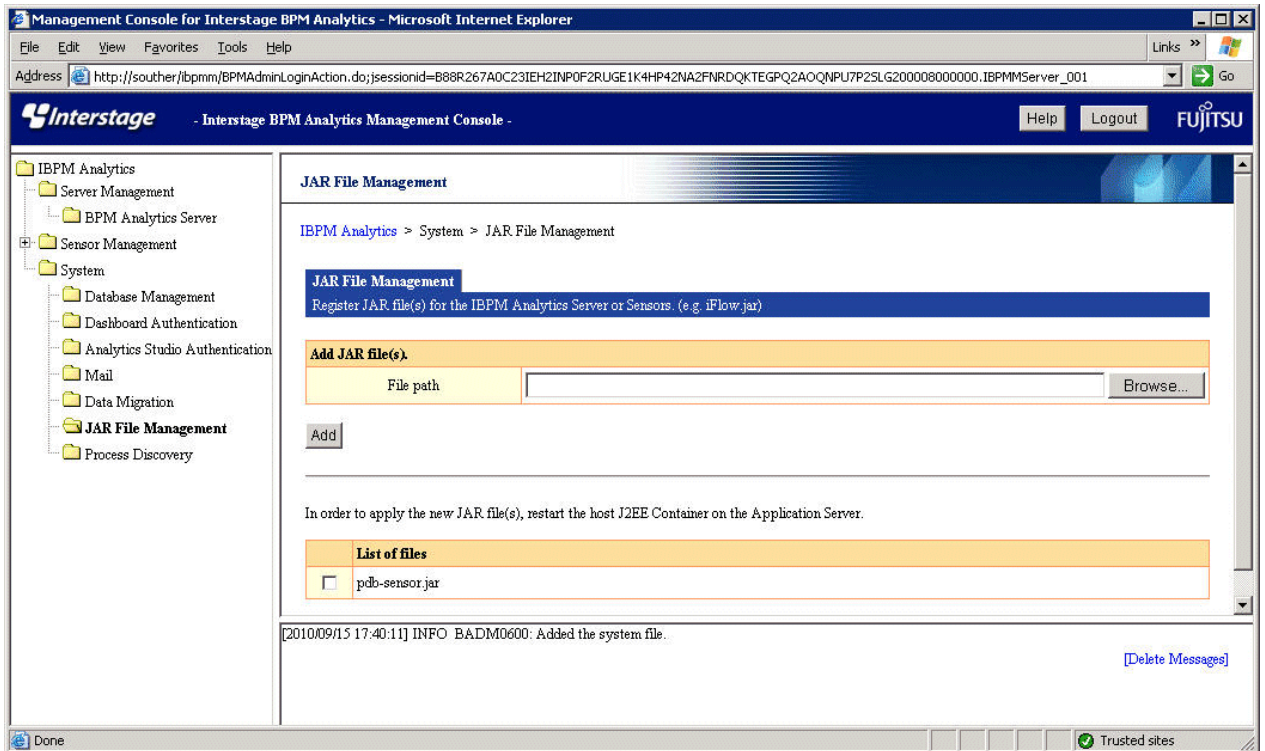 Management Console for Interstage BPM Analytics - Microsoft Internet Explorer
File Edit View Favorites Tools Help Links »
Address http://souther/ibpmm/BPMAdminLoginAction.do;jsessionid=B88R267A0C23IEH2INP0F2RUGE1K4HP42NA2FNRDQKTEGPQ2AOQNPU7P2SLG200008000000.IBPMMServer_001 Go
Interstage - Interstage BPM Analytics Management Console - Help Logout FUJITSU
IBPM Analytics
Server Management
BPM Analytics Server
Sensor Management
System
Database Management
Dashboard Authentication
Analytics Studio Authentication
Mail
Data Migration
JAR File Management
Process Discovery
JAR File Management
IBPM Analytics > System > JAR File Management
JAR File Management
Register JAR file(s) for the IBPM Analytics Server or Sensors. (e.g. iFlow.jar)
Add JAR file(s).
File path Browse...
Add
In order to apply the new JAR file(s), restart the host J2EE Container on the Application Server.
List of files
pdb-sensor.jar
[2010/09/15 17:40:11] INFO BADM0600: Added the system file.
[Delete Messages]
Done Trusted sites